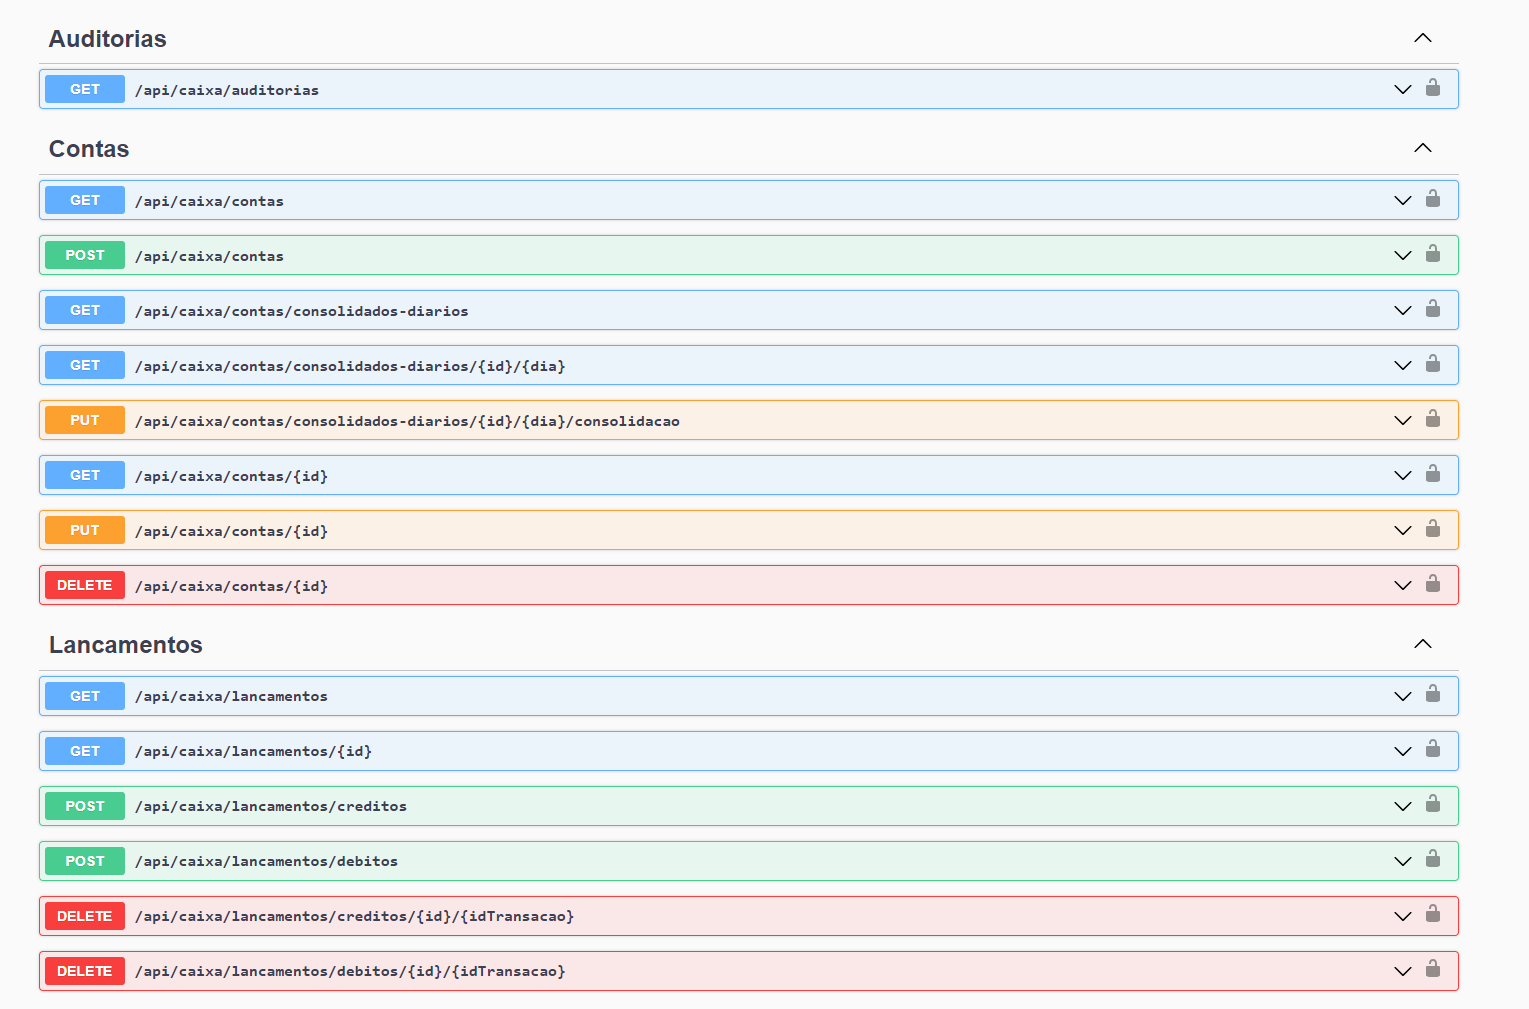 Auditorias
GET /api/caixa/auditorias
Contas
GET /api/caixa/contas
POST /api/caixa/contas
GET /api/caixa/contas/consolidados-diarios
GET /api/caixa/contas/consolidados-diarios/{id}/{dia}
PUT /api/caixa/contas/consolidados-diarios/{id}/{dia}/consolidacao
GET /api/caixa/contas/{id}
PUT /api/caixa/contas/{id}
DELETE /api/caixa/contas/{id}
Lancamentos
GET /api/caixa/lancamentos
GET /api/caixa/lancamentos/{id}
POST /api/caixa/lancamentos/creditos
POST /api/caixa/lancamentos/debitos
DELETE /api/caixa/lancamentos/creditos/{id}/{idTransacao}
DELETE /api/caixa/lancamentos/debitos/{id}/{idTransacao}